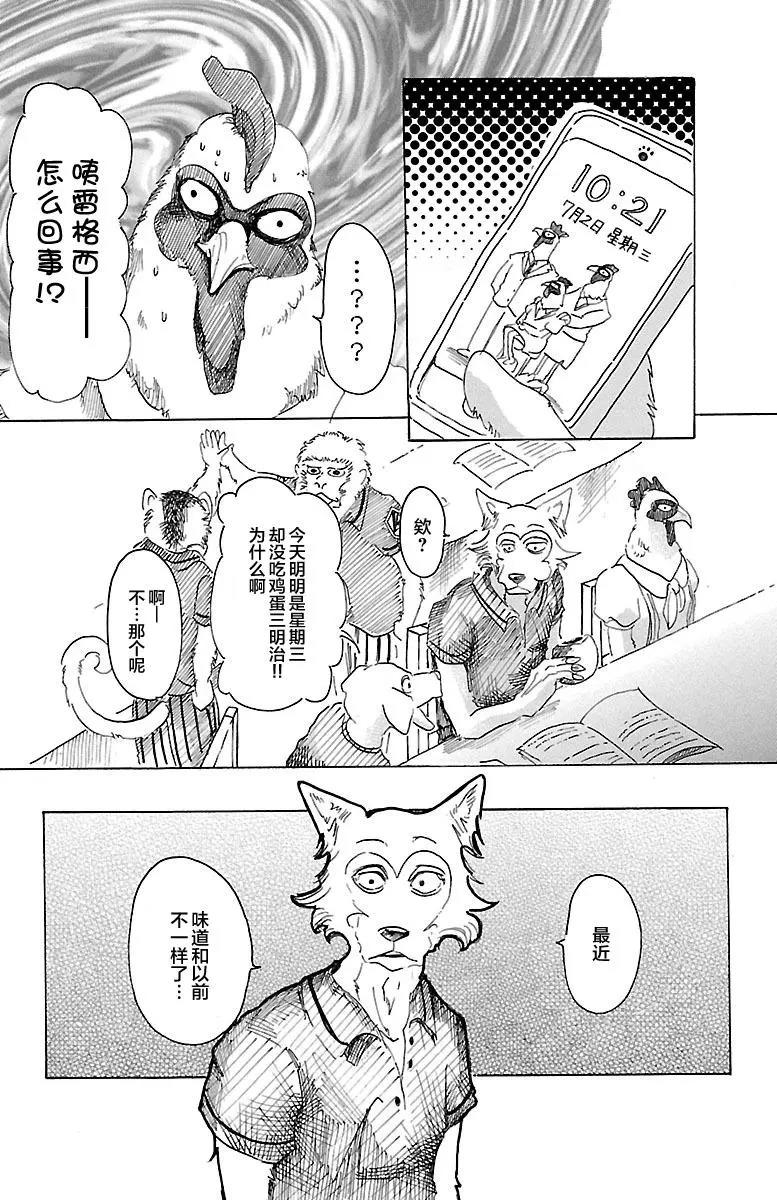 10:21
7月2日 星期三
…？？？
咦雷格西——
怎么回事!?
欸？
今天明明是星期三
却没吃鸡蛋三明治!!
为什么啊
啊—
不…那个呢
最近
味道和以前
不一样了…